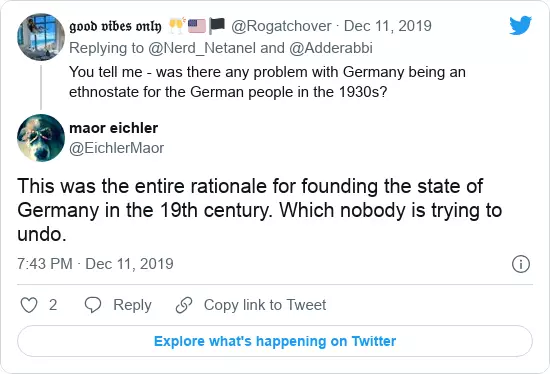 good vibes only 🥂🇺🇸🏴 @Rogatchover · Dec 11, 2019
Replying to @Nerd_Netanel and @Adderabbi
You tell me - was there any problem with Germany being an
ethnostate for the German people in the 1930s?
maor eichler
@EichlerMaor
This was the entire rationale for founding the state of
Germany in the 19th century. Which nobody is trying to
undo.
7:43 PM · Dec 11, 2019
2 Reply Copy link to Tweet
Explore what's happening on Twitter